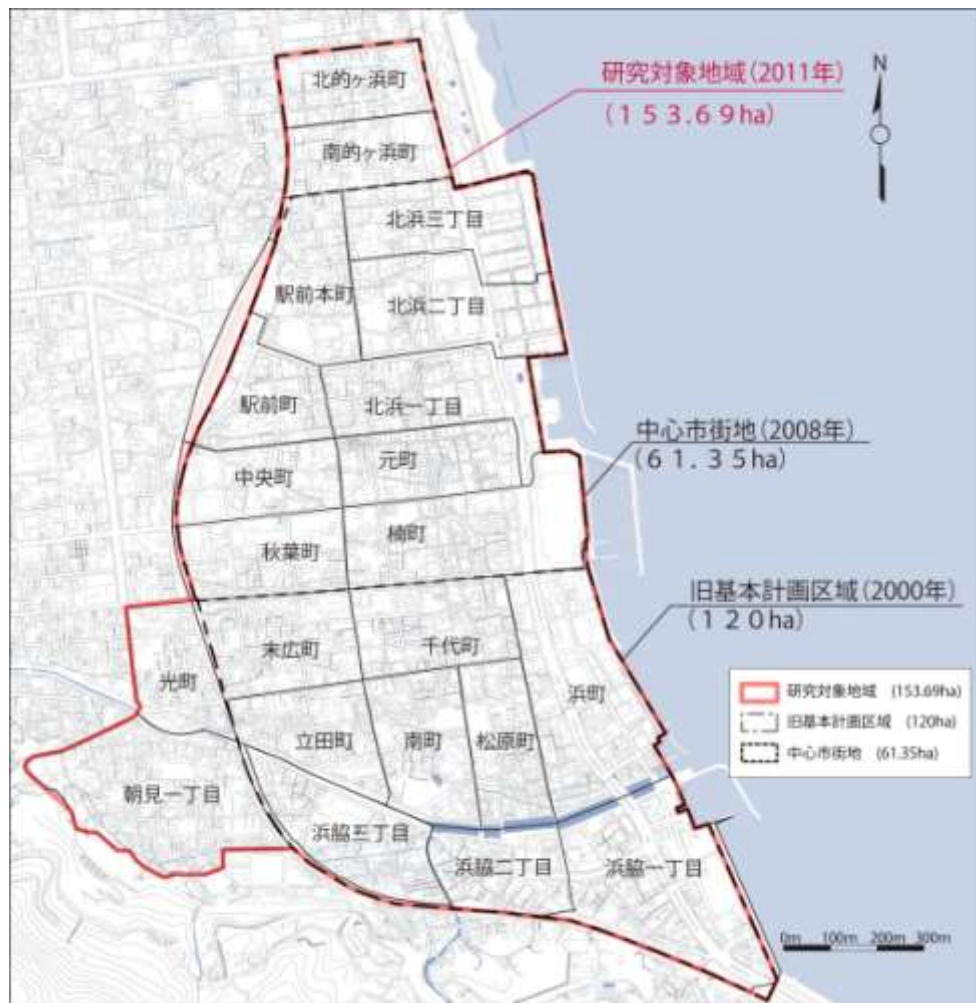 北的ヶ浜町
研究対象地域(2011年)
(153.69ha)
N
南的ヶ浜町
北浜三丁目
駅前本町
北浜二丁目
駅前町
北浜一丁目
中心市街地(2008年)
(61.35ha)
元町
中央町
楠町
秋葉町
旧基本計画区域(2000年)
(120ha)
末広町
千代町
光町
浜町
研究対象地域 (153.69ha)
旧基本計画区域 (120ha)
中心市街地 (61.35ha)
立田町
南町
松原町
朝見一丁目
浜脇三丁目
浜脇二丁目
浜脇一丁目
0m 100m 200m 300m